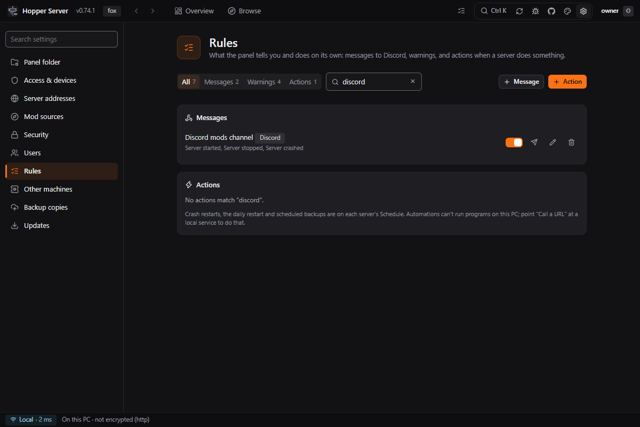 Hopper Server v0.74.1 fox Overview Browse Ctrl K owner O
Search settings
Panel folder
Access & devices
Server addresses
Mod sources
Security
Users
Rules
Other machines
Backup copies
Updates
Rules
What the panel tells you and does on its own: messages to Discord, warnings, and actions when a server does something.
All 7 Messages 2 Warnings 4 Actions 1 discord × + Message + Action
Messages
Discord mods channel Discord
Server started, Server stopped, Server crashed
Actions
No actions match "discord".
Crash restarts, the daily restart and scheduled backups are on each server's Schedule. Automations can't run programs on this PC; point "Call a URL" at a
local service to do that.
Local · 2 ms On this PC · not encrypted (http)